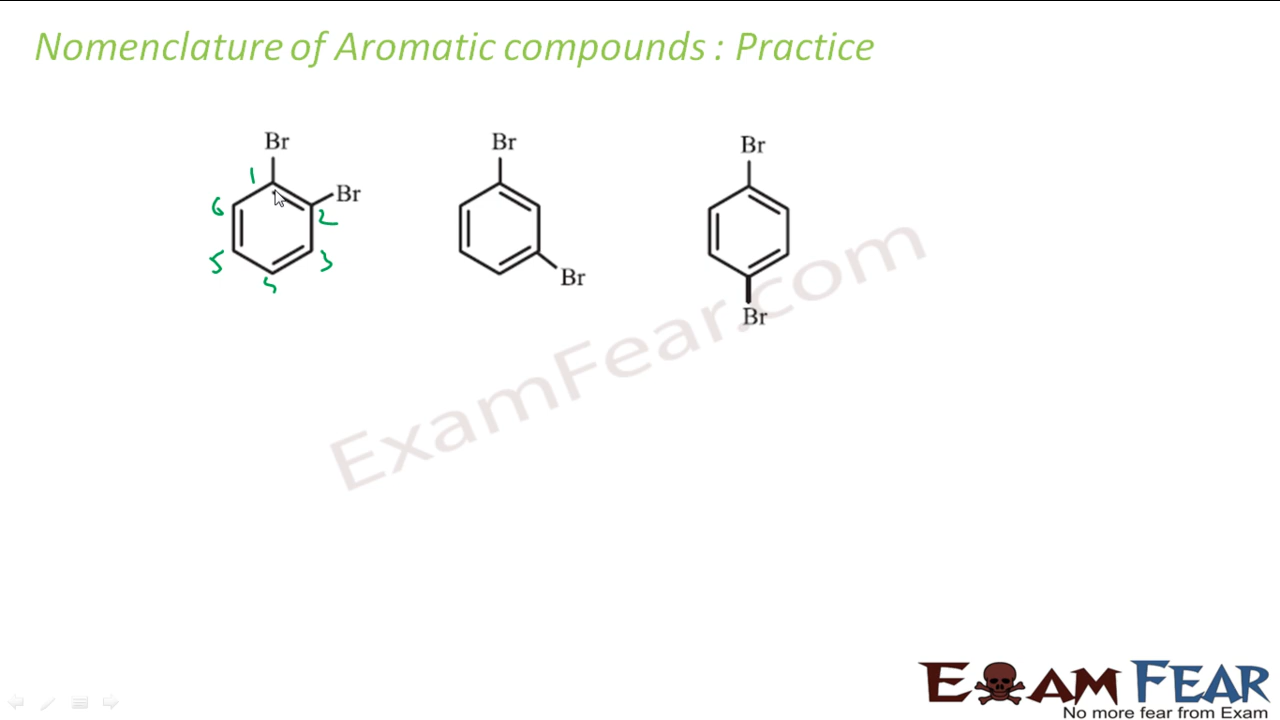 Nomenclature of Aromatic compounds : Practice
Br
Br
Br
1
Br
6
2
5
3
Br
Br
ExamFear.com
EXAM FEAR
No more fear from Exam